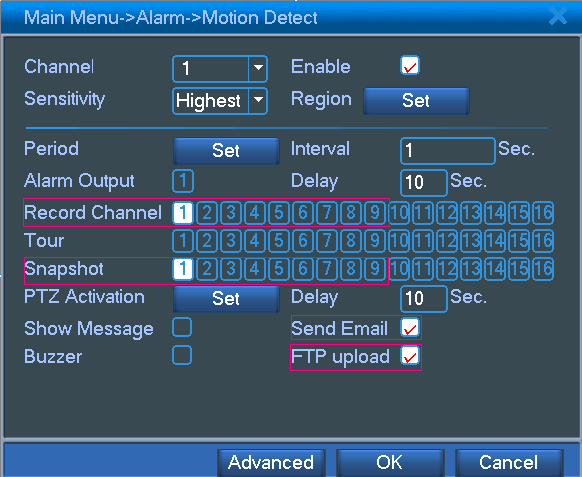 Main Menu->Alarm->Motion Detect
Channel 1 Enable
Sensitivity Highest Region Set
Period Set Interval 1 Sec.
Alarm Output 1 Delay 10 Sec.
Record Channel 1 2 3 4 5 6 7 8 9 10 11 12 13 14 15 16
Tour 1 2 3 4 5 6 7 8 9 10 11 12 13 14 15 16
Snapshot 1 2 3 4 5 6 7 8 9 10 11 12 13 14 15 16
PTZ Activation Set Delay 10 Sec.
Show Message Send Email
Buzzer FTP upload
Advanced OK Cancel